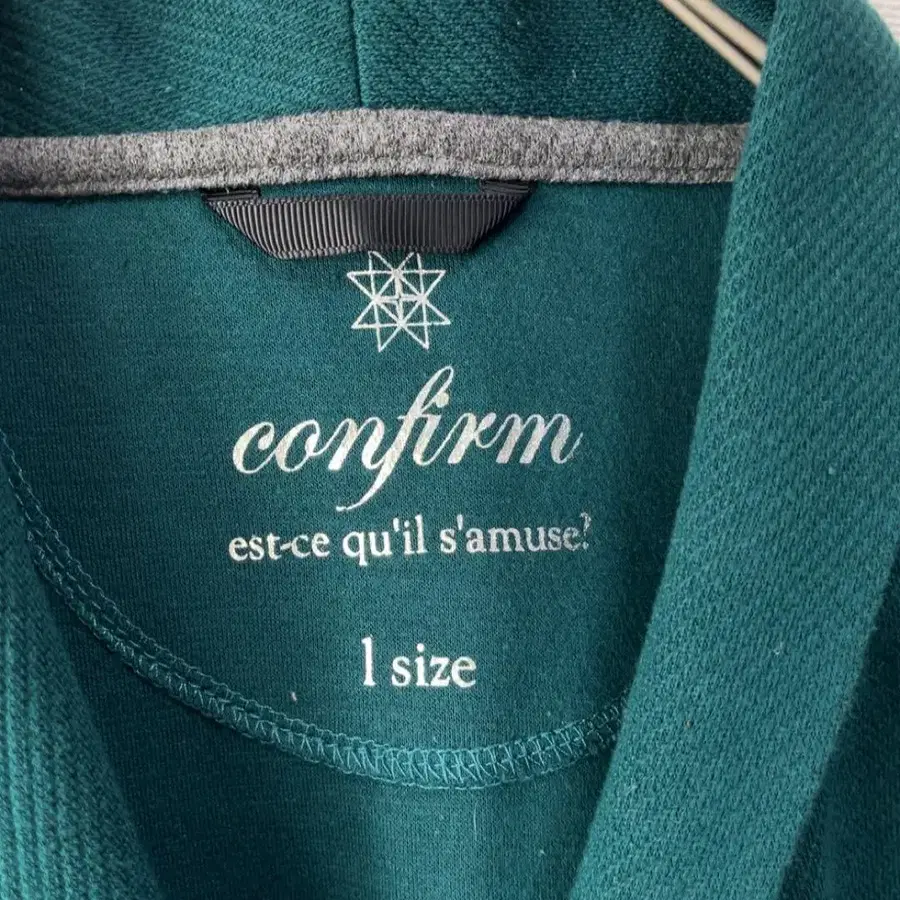 confirm
est-ce qu'il s'amuse?
1 size